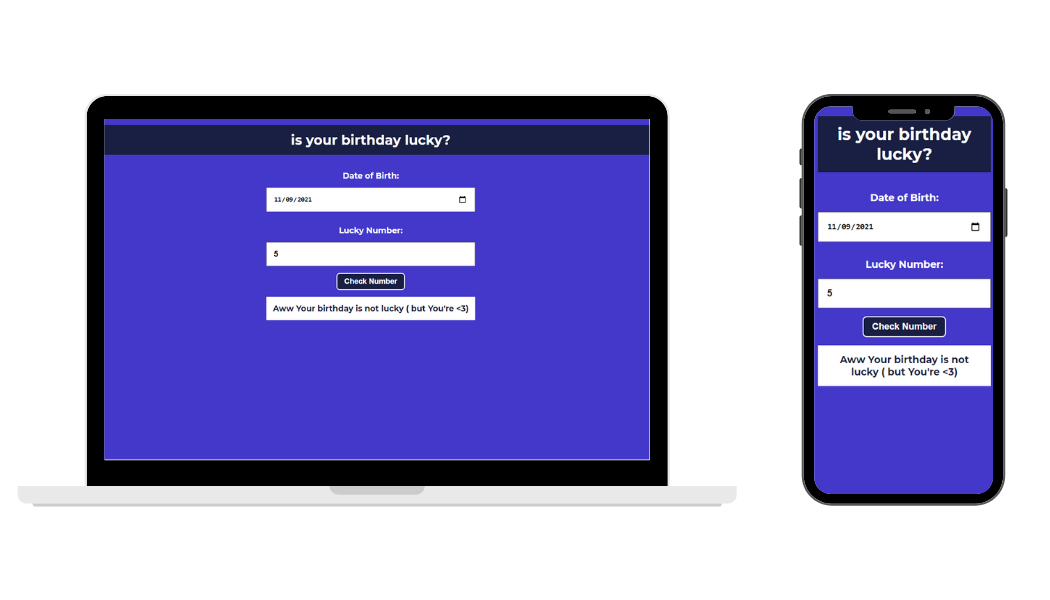 is your birthday lucky?
Date of Birth:
11/09/2021
Lucky Number:
5
Check Number
Aww Your birthday is not lucky ( but You're <3)
is your birthday
lucky?
Date of Birth:
11/09/2021
Lucky Number:
5
Check Number
Aww Your birthday is not
lucky ( but You're <3)